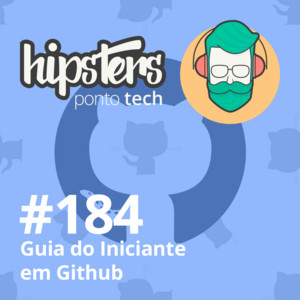 hipsters
ponto tech
#184
Guia do Iniciante
em Github